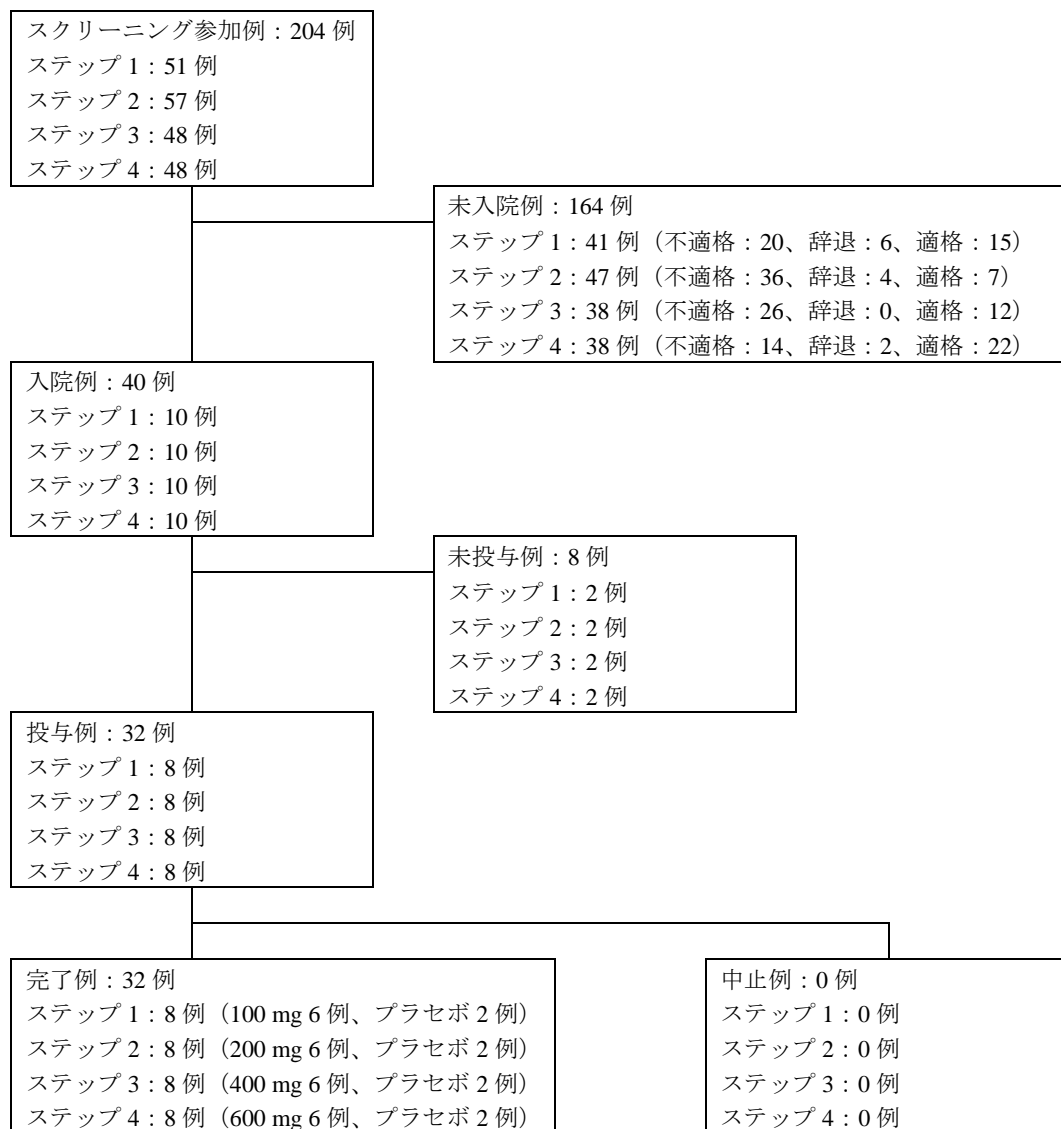 スクリーニング参加例：204 例
ステップ 1：51 例
ステップ 2：57 例
ステップ 3：48 例
ステップ 4：48 例
未入院例：164 例
ステップ 1：41 例（不適格：20、辞退：6、適格：15）
ステップ 2：47 例（不適格：36、辞退：4、適格：7）
ステップ 3：38 例（不適格：26、辞退：0、適格：12）
ステップ 4：38 例（不適格：14、辞退：2、適格：22）
入院例：40 例
ステップ 1：10 例
ステップ 2：10 例
ステップ 3：10 例
ステップ 4：10 例
未投与例：8 例
ステップ 1：2 例
ステップ 2：2 例
ステップ 3：2 例
ステップ 4：2 例
投与例：32 例
ステップ 1：8 例
ステップ 2：8 例
ステップ 3：8 例
ステップ 4：8 例
完了例：32 例
ステップ 1：8 例（100 mg 6 例、プラセボ 2 例）
ステップ 2：8 例（200 mg 6 例、プラセボ 2 例）
ステップ 3：8 例（400 mg 6 例、プラセボ 2 例）
ステップ 4：8 例（600 mg 6 例、プラセボ 2 例）
中止例：0 例
ステップ 1：0 例
ステップ 2：0 例
ステップ 3：0 例
ステップ 4：0 例